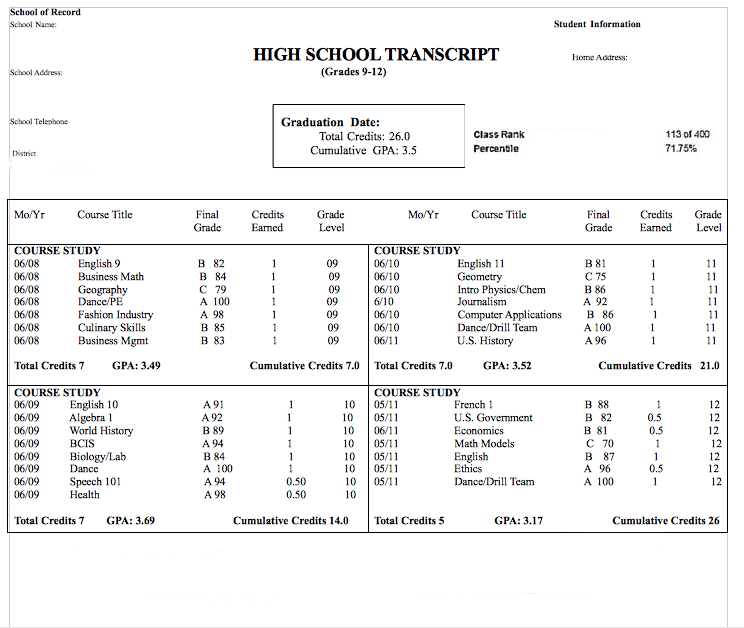 School of Record
School Name:
Student Information
HIGH SCHOOL TRANSCRIPT
Home Address:
(Grades 9-12)
School Address:
Graduation Date:
Total Credits: 26.0
Cumulative GPA: 3.5
School Telephone
District
Class Rank 113 of 400
Percentile 71.75%
Mo/Yr Course Title Final Grade Credits Earned Grade Level
COURSE STUDY
06/08 English 9 B 82 1 09
06/08 Business Math B 84 1 09
06/08 Geography C 79 1 09
06/08 Dance/PE A 100 1 09
06/08 Fashion Industry A 98 1 09
06/08 Culinary Skills B 85 1 09
06/08 Business Mgmt B 83 1 09
Total Credits 7 GPA: 3.49 Cumulative Credits 7.0
COURSE STUDY
06/09 English 10 A 91 1 10
06/09 Algebra 1 A 92 1 10
06/09 World History B 89 1 10
06/09 BCIS A 94 1 10
06/09 Biology/Lab B 84 1 10
06/09 Dance A 100 1 10
06/09 Speech 101 A 94 0.50 10
06/09 Health A 98 0.50 10
Total Credits 7 GPA: 3.69 Cumulative Credits 14.0
Mo/Yr Course Title Final Grade Credits Earned Grade Level
COURSE STUDY
06/10 English 11 B 81 1 11
06/10 Geometry C 75 1 11
06/10 Intro Physics/Chem B 86 1 11
6/10 Journalism A 92 1 11
06/10 Computer Applications B 86 1 11
06/10 Dance/Drill Team A 100 1 11
06/11 U.S. History A 96 1 11
Total Credits 7.0 GPA: 3.52 Cumulative Credits 21.0
COURSE STUDY
05/11 French 1 B 88 1 12
05/11 U.S. Government B 82 0.5 12
06/11 Economics B 81 0.5 12
05/11 Math Models C 70 1 12
05/11 English B 87 1 12
05/11 Ethics A 96 0.5 12
05/11 Dance/Drill Team A 100 1 12
Total Credits 5 GPA: 3.17 Cumulative Credits 26